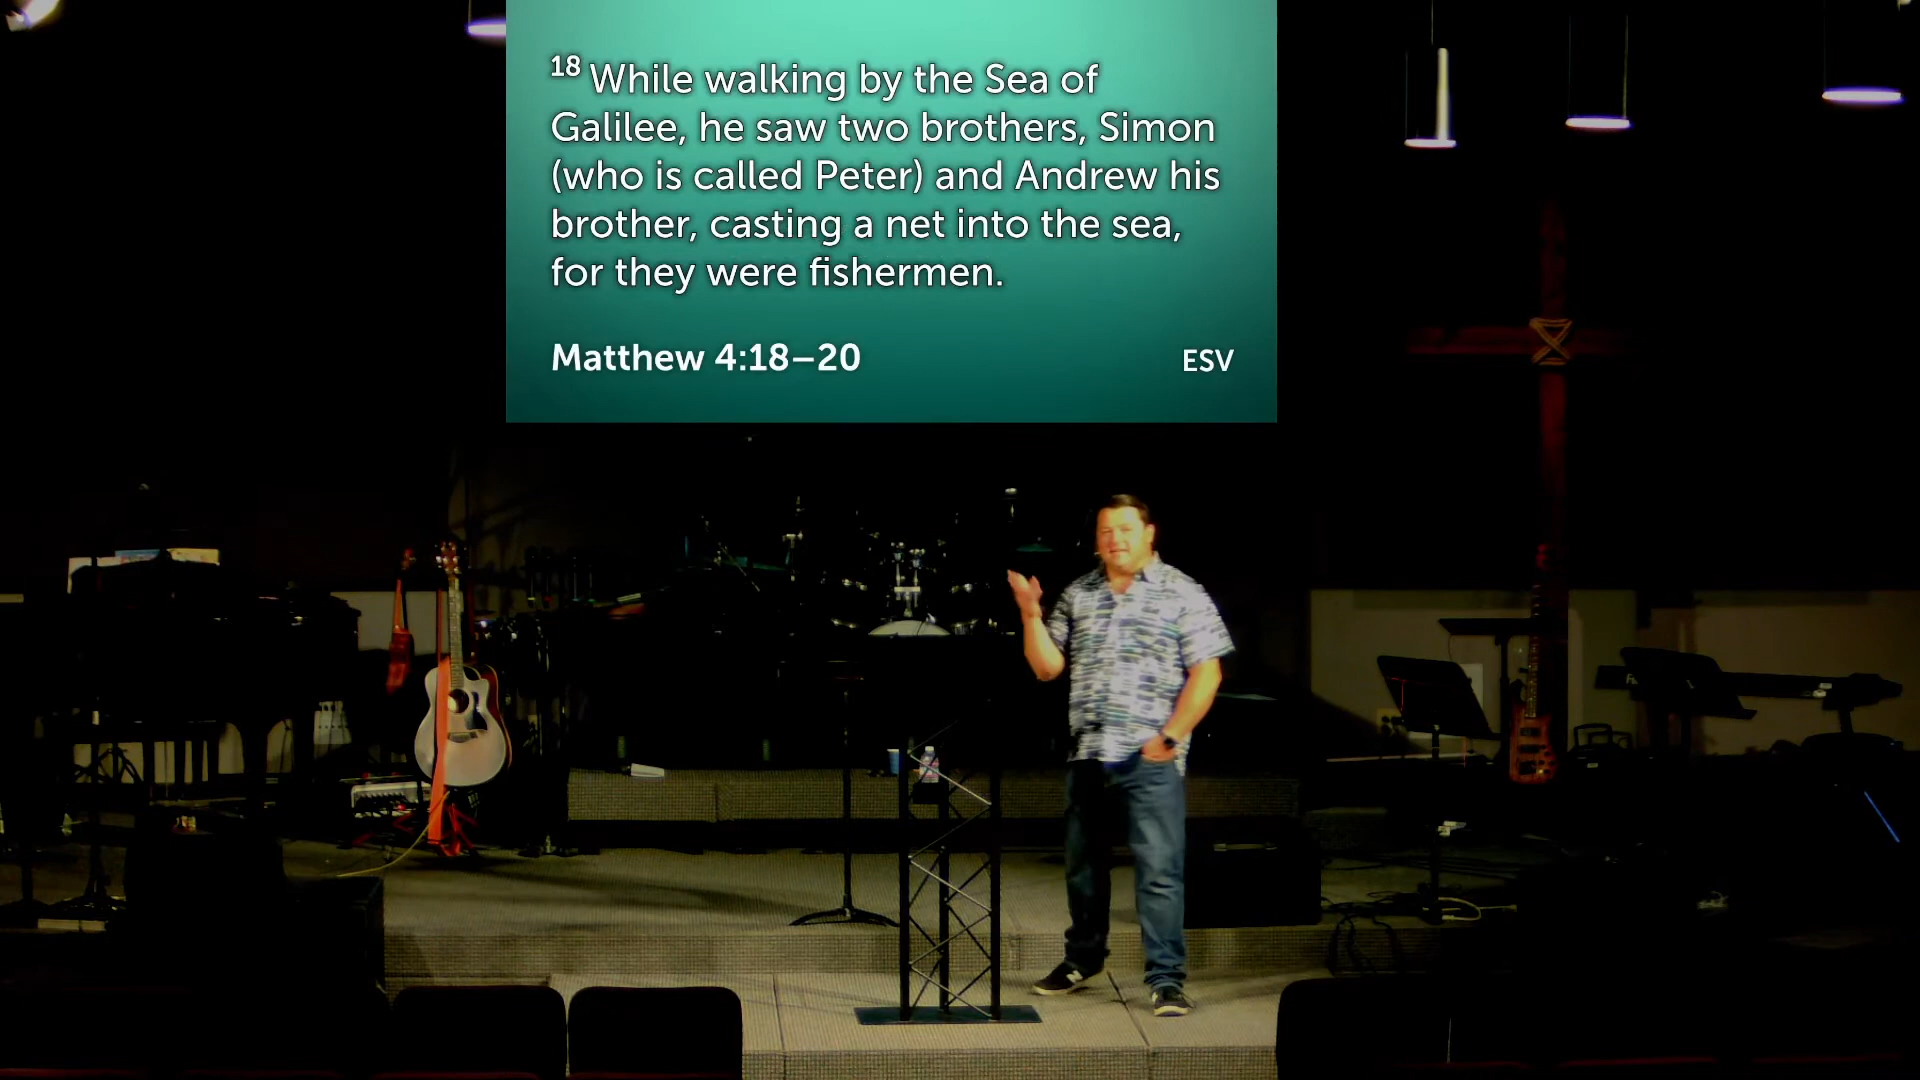 18 While walking by the Sea of
Galilee, he saw two brothers, Simon
(who is called Peter) and Andrew his
brother, casting a net into the sea,
for they were fishermen.
Matthew 4:18–20
ESV